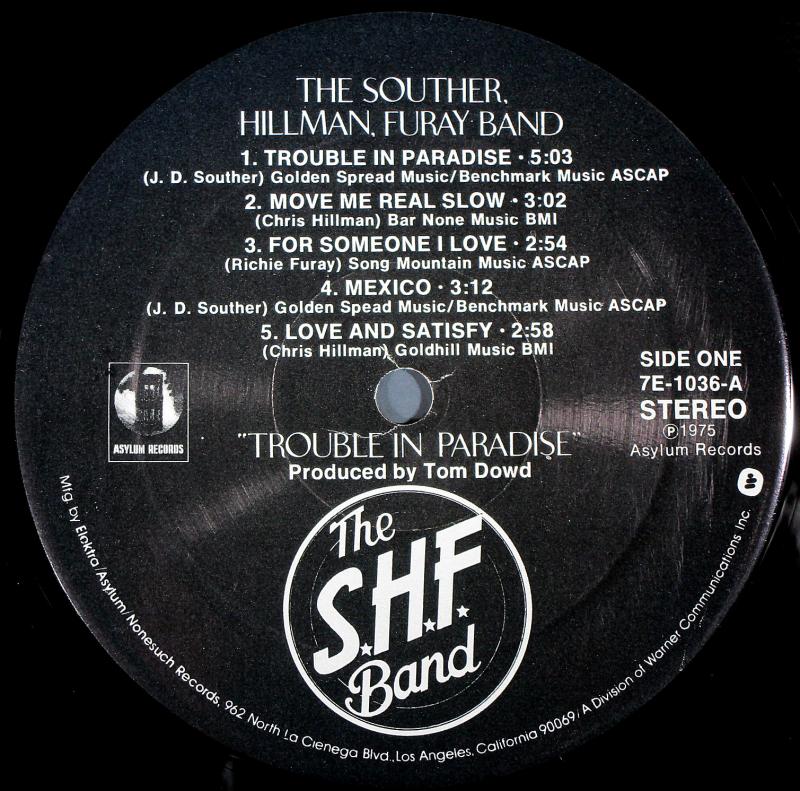 THE SOUTHER,
HILLMAN, FURAY BAND
1. TROUBLE IN PARADISE · 5:03
(J. D. Souther) Golden Spread Music/Benchmark Music ASCAP
2. MOVE ME REAL SLOW · 3:02
(Chris Hillman) Bar None Music BMI
3. FOR SOMEONE I LOVE · 2:54
(Richie Furay) Song Mountain Music ASCAP
4. MEXICO · 3:12
(J. D. Souther) Golden Spead Music/Benchmark Music ASCAP
5. LOVE AND SATISFY · 2:58
(Chris Hillman) Goldhill Music BMI
SIDE ONE
7E-1036-A
STEREO
℗1975
Asylum Records
ASYLUM RECORDS
"TROUBLE IN PARADISE"
Produced by Tom Dowd
The
S.H.F.
Band
Mfg. by Elektra/Asylum/Nonesuch Records, 962 North La Cienega Blvd., Los Angeles, California 90069/A Division of Warner Communications Inc.